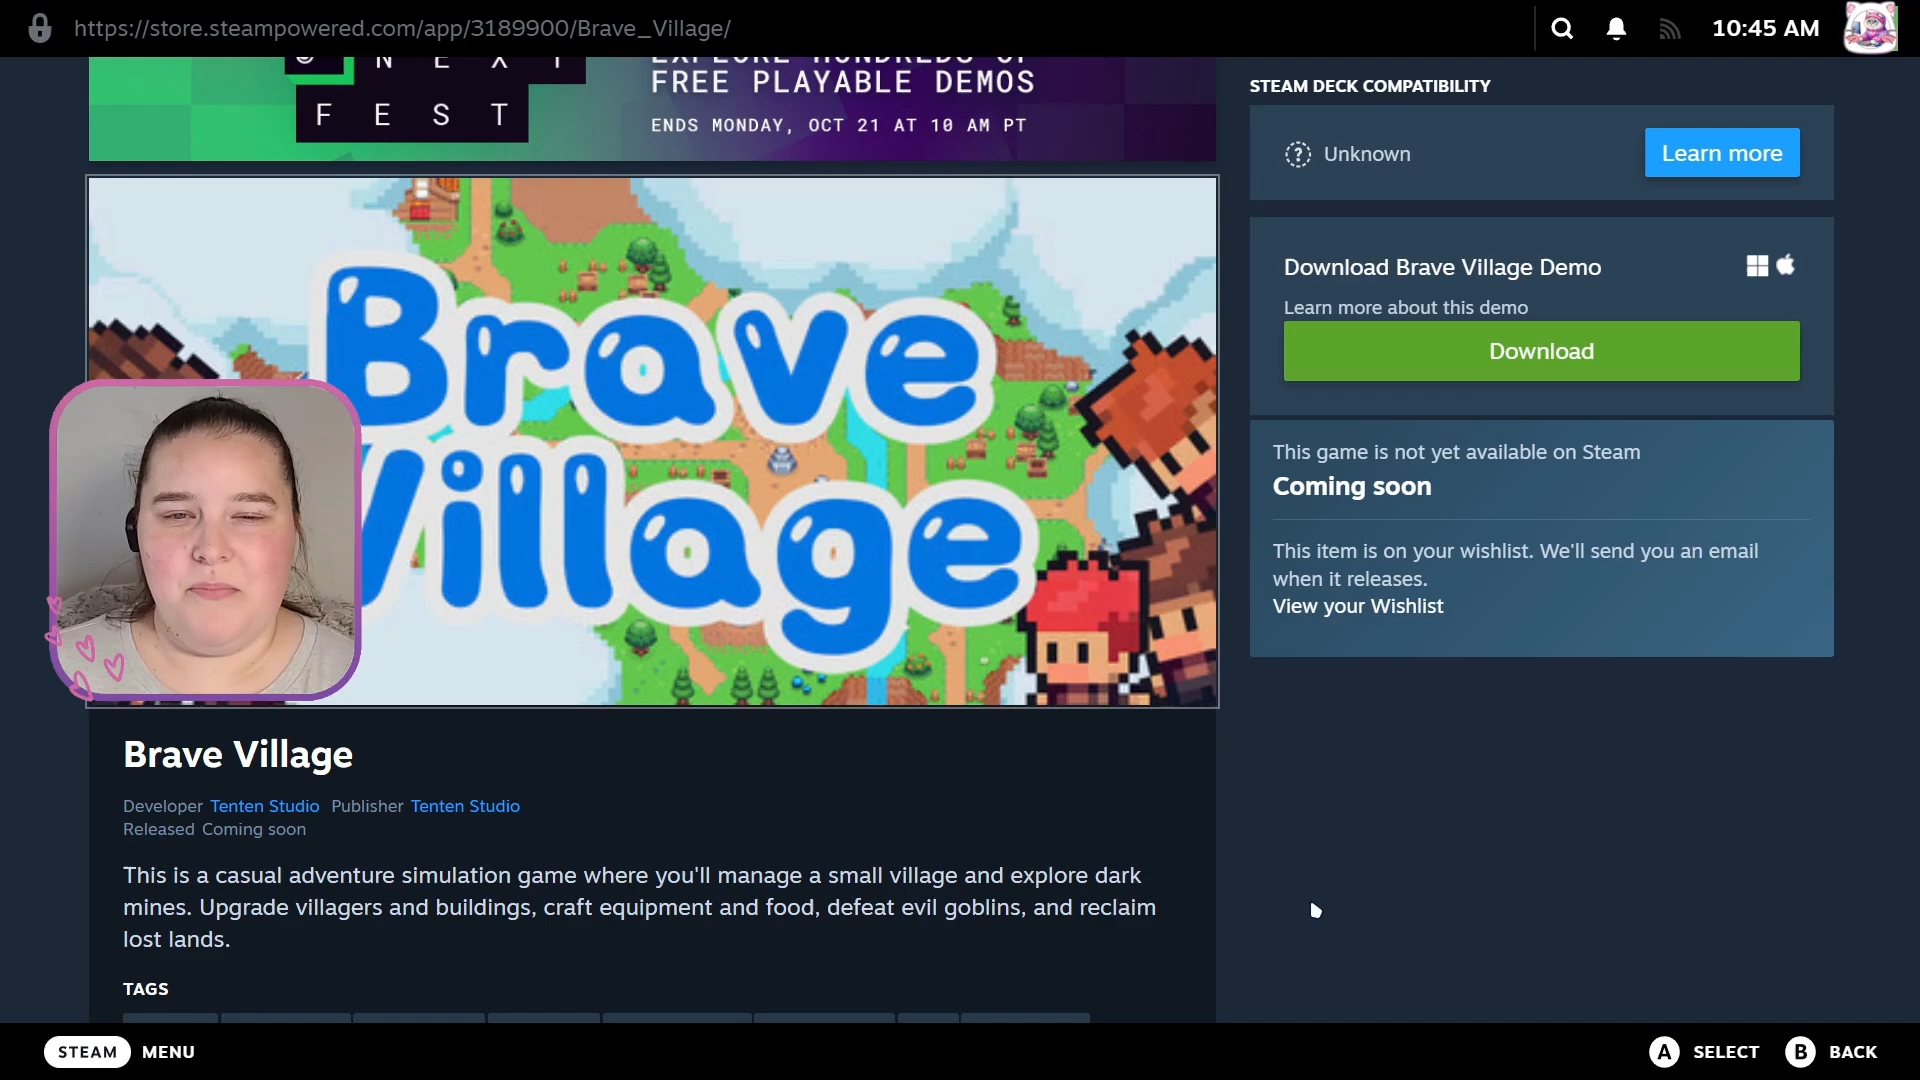 https://store.steampowered.com/app/3189900/Brave_Village/
10:45 AM
NEXT
FEST
EXPLORE HUNDREDS OF
FREE PLAYABLE DEMOS
ENDS MONDAY, OCT 21 AT 10 AM PT
Brave
Village
Brave Village
Developer Tenten Studio Publisher Tenten Studio
Released Coming soon
This is a casual adventure simulation game where you'll manage a small village and explore dark
mines. Upgrade villagers and buildings, craft equipment and food, defeat evil goblins, and reclaim
lost lands.
TAGS
STEAM DECK COMPATIBILITY
Unknown
Learn more
Download Brave Village Demo
Learn more about this demo
Download
This game is not yet available on Steam
Coming soon
This item is on your wishlist. We'll send you an email
when it releases.
View your Wishlist
STEAM MENU
A SELECT B BACK